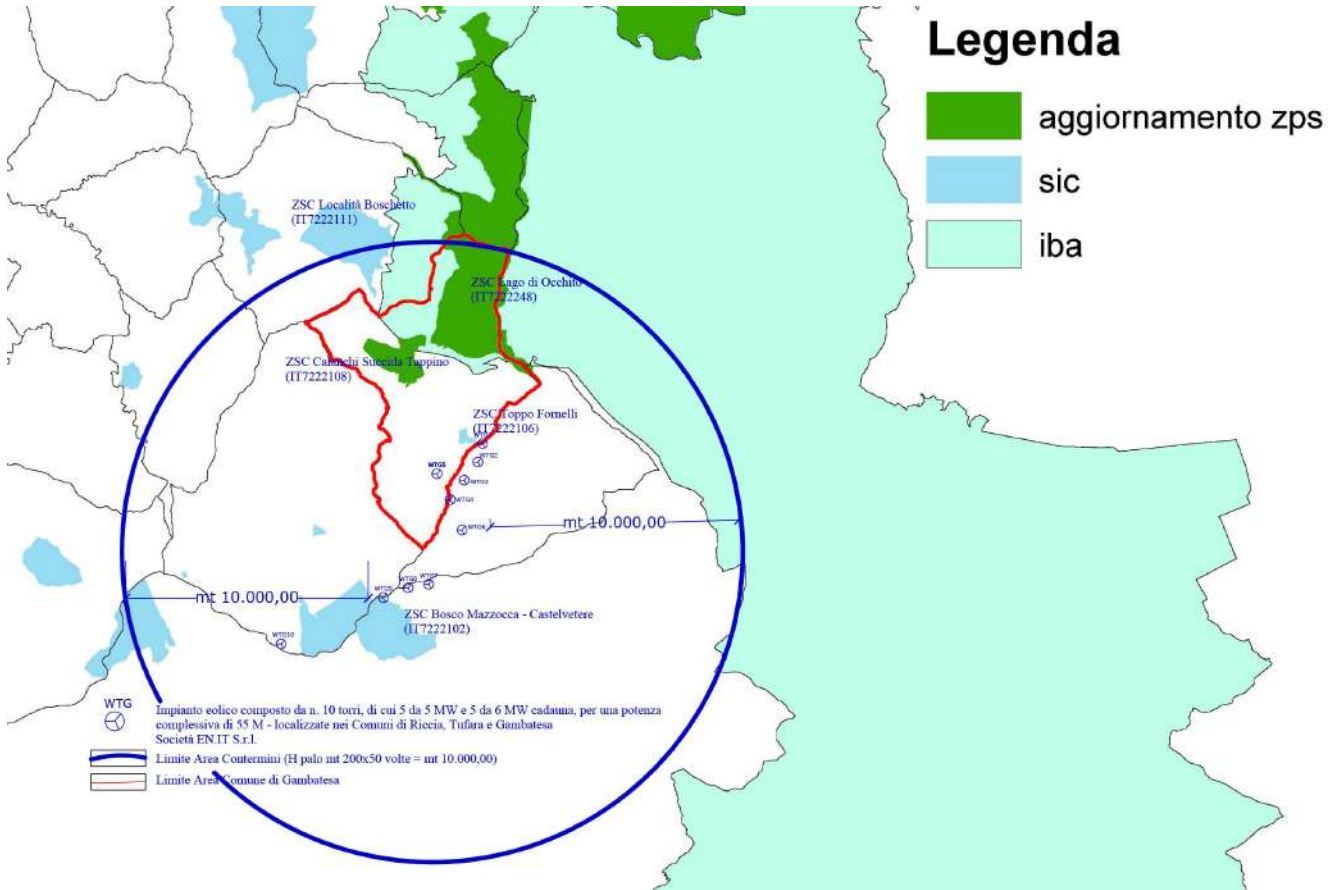 Legenda
aggiornamento zps
sic
iba
ZSC Località Boschetto
(IT7222111)
ZSC Lago di Occhito
(IT7222248)
ZSC Calanchi Succida Tappino
(IT7222108)
ZSC Toppo Fornelli
(IT7222106)
WTG2
WTG5
WTG3
WTG4
WTG6
mt 10.000,00
mt 10.000,00
WTG7
WTG8
WTG9
ZSC Bosco Mazzocca - Castelvetere
(IT7222102)
WTG10
WTG
Impianto eolico composto da n. 10 torri, di cui 5 da 5 MW e 5 da 6 MW cadauna, per una potenza
complessiva di 55 M - localizzate nei Comuni di Riccia, Tufara e Gambatesa
Società EN.IT S.r.l.
Limite Area Contermini (H palo mt 200x50 volte = mt 10.000,00)
Limite Area Comune di Gambatesa